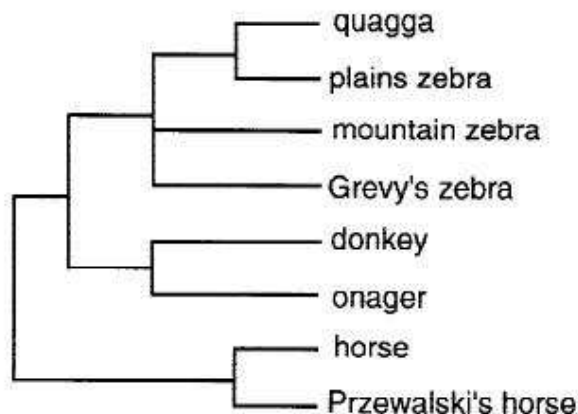 quagga
plains zebra
mountain zebra
Grevy's zebra
donkey
onager
horse
Przewalski's horse